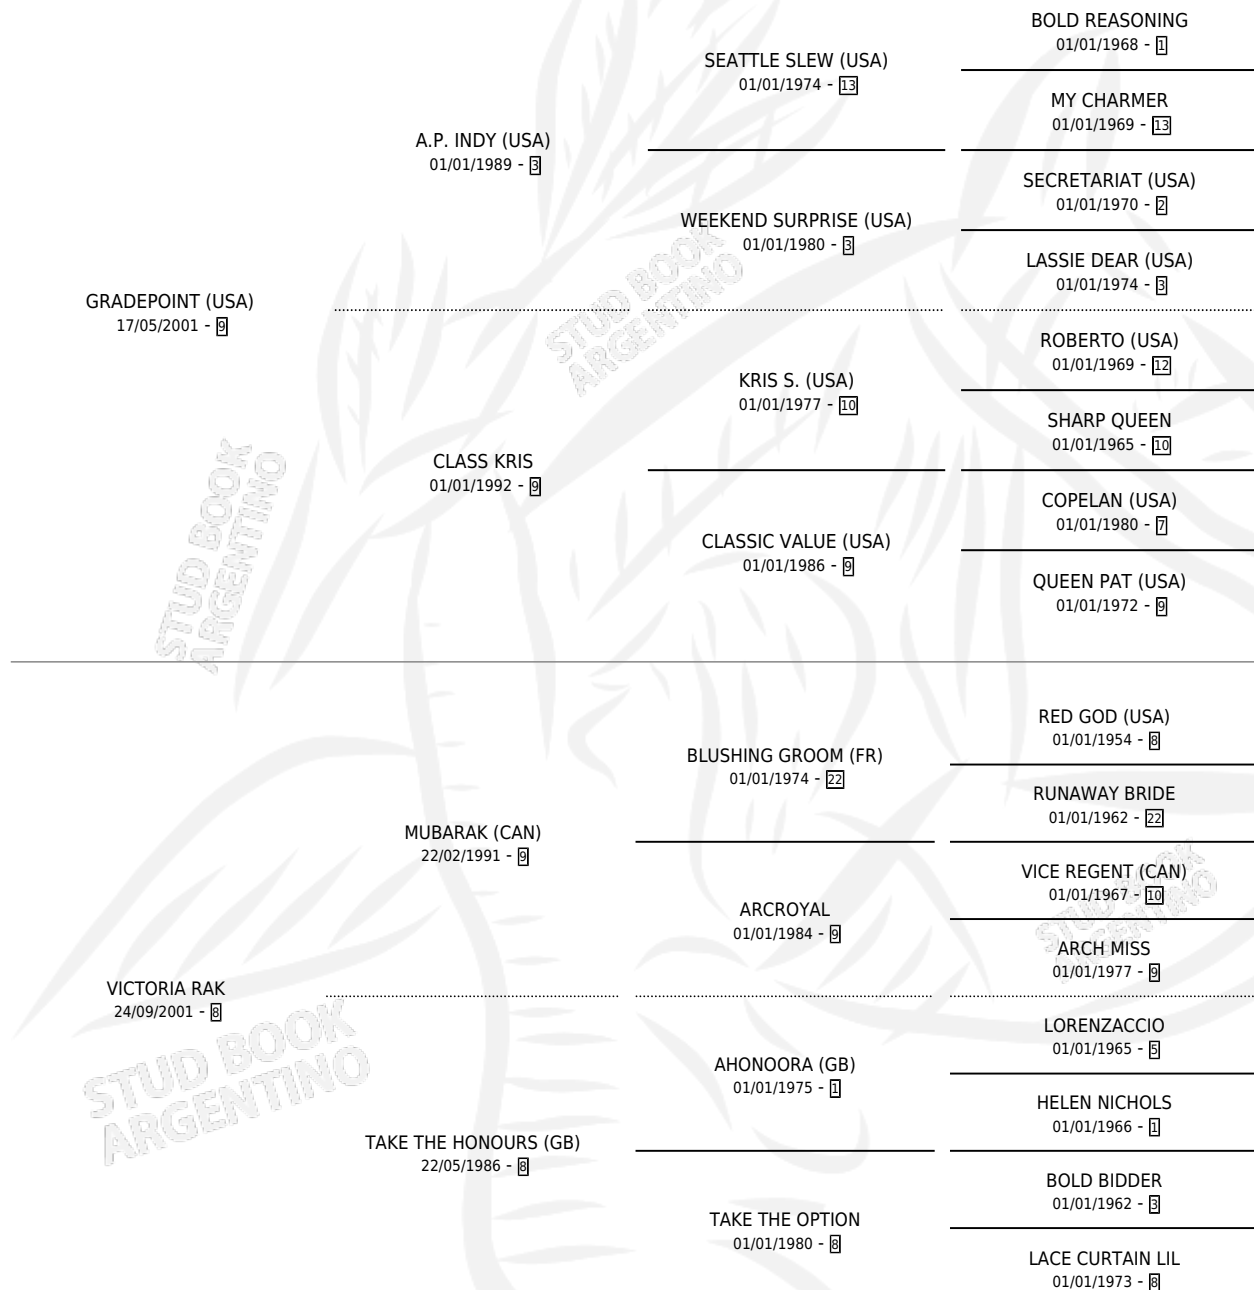 BOLD REASONING
01/01/1968 - 1
SEATTLE SLEW (USA)
01/01/1974 - 13
MY CHARMER
01/01/1969 - 13
A.P. INDY (USA)
01/01/1989 - 3
SECRETARIAT (USA)
01/01/1970 - 2
WEEKEND SURPRISE (USA)
01/01/1980 - 3
LASSIE DEAR (USA)
01/01/1974 - 3
GRADEPOINT (USA)
17/05/2001 - 9
STUD BOOK
ARGENTINO
ROBERTO (USA)
01/01/1969 - 12
KRIS S. (USA)
01/01/1977 - 10
SHARP QUEEN
01/01/1965 - 10
CLASS KRIS
01/01/1992 - 9
COPELAN (USA)
01/01/1980 - 7
CLASSIC VALUE (USA)
01/01/1986 - 9
QUEEN PAT (USA)
01/01/1972 - 9
STUD BOOK
ARGENTINO
RED GOD (USA)
01/01/1954 - 8
BLUSHING GROOM (FR)
01/01/1974 - 22
RUNAWAY BRIDE
01/01/1962 - 22
MUBARAK (CAN)
22/02/1991 - 9
VICE REGENT (CAN)
01/01/1967 - 10
ARCROYAL
01/01/1984 - 9
STUD BOOK
ARGENTINO
ARCH MISS
01/01/1977 - 9
VICTORIA RAK
24/09/2001 - 8
STUD BOOK
ARGENTINO
LORENZACCIO
01/01/1965 - 5
AHONOORA (GB)
01/01/1975 - 1
HELEN NICHOLS
01/01/1966 - 1
TAKE THE HONOURS (GB)
22/05/1986 - 8
BOLD BIDDER
01/01/1962 - 3
TAKE THE OPTION
01/01/1980 - 8
LACE CURTAIN LIL
01/01/1973 - 8